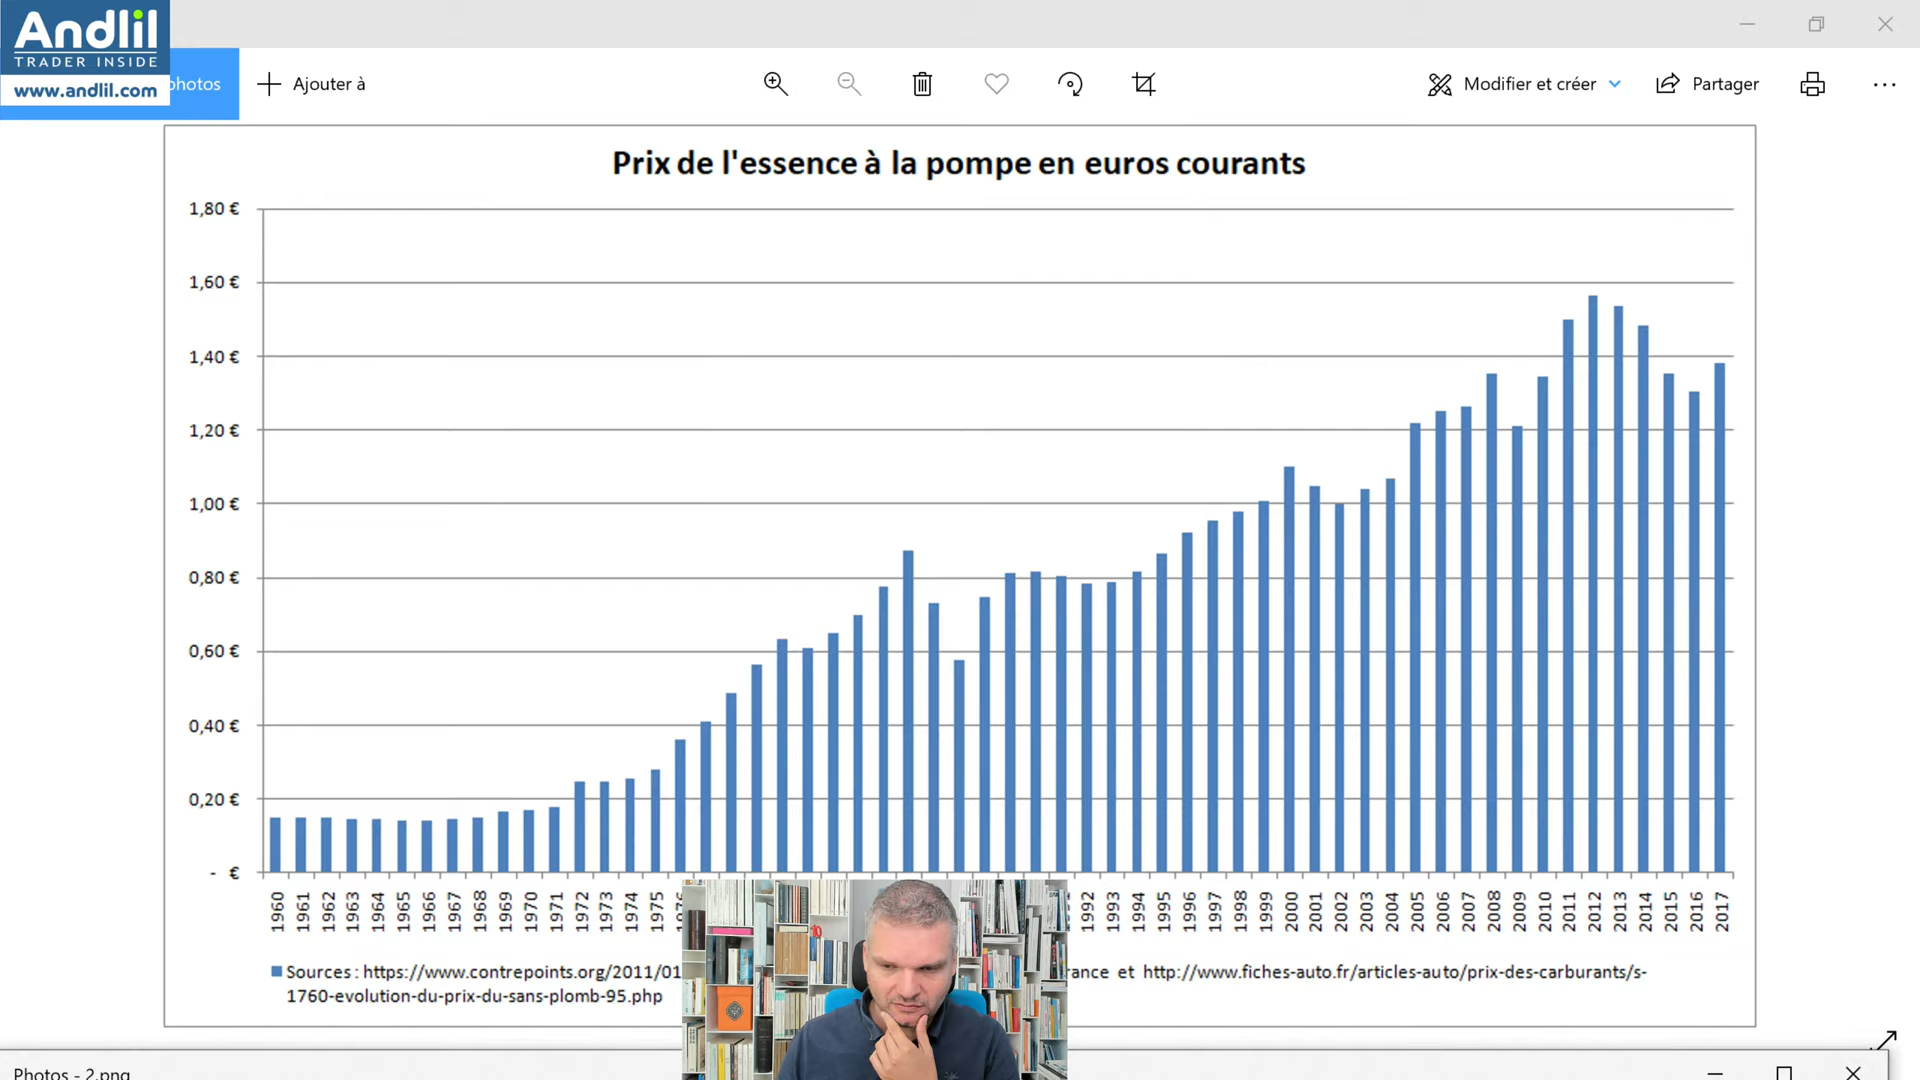 Andlil
TRADER INSIDE
www.andlil.com
photos
Ajouter à
Modifier et créer
Partager
Prix de l'essence à la pompe en euros courants
1,80 €
1,60 €
1,40 €
1,20 €
1,00 €
0,80 €
0,60 €
0,40 €
0,20 €
- €
1960 1961 1962 1963 1964 1965 1966 1967 1968 1969 1970 1971 1972 1973 1974 1975 1992 1993 1994 1995 1996 1997 1998 1999 2000 2001 2002 2003 2004 2005 2006 2007 2008 2009 2010 2011 2012 2013 2014 2015 2016 2017
Sources : https://www.contrepoints.org/2011/01 rance et http://www.fiches-auto.fr/articles-auto/prix-des-carburants/s-
1760-evolution-du-prix-du-sans-plomb-95.php
Photos - 2.png